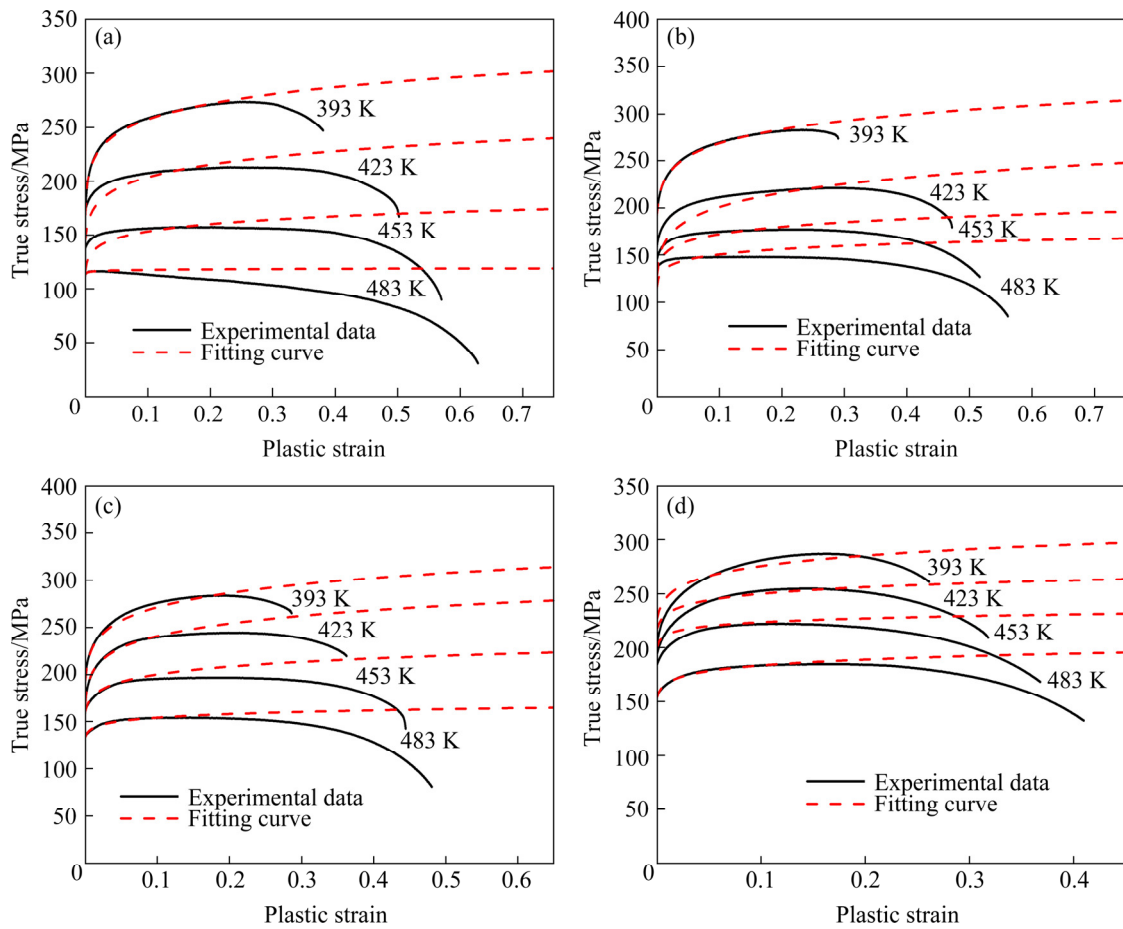 (a)
350
300
250
200
150
100
50
0
0.1 0.2 0.3 0.4 0.5 0.6 0.7
True stress/MPa
Plastic strain
393 K
423 K
453 K
483 K
Experimental data
Fitting curve
(b)
400
350
300
250
200
150
100
50
0
0.1 0.2 0.3 0.4 0.5 0.6 0.7
True stress/MPa
Plastic strain
393 K
423 K
453 K
483 K
Experimental data
Fitting curve
(c)
400
350
300
250
200
150
100
50
0
0.1 0.2 0.3 0.4 0.5 0.6
True stress/MPa
Plastic strain
393 K
423 K
453 K
483 K
Experimental data
Fitting curve
(d)
350
300
250
200
150
100
50
0
0.1 0.2 0.3 0.4
True stress/MPa
Plastic strain
393 K
423 K
453 K
483 K
Experimental data
Fitting curve